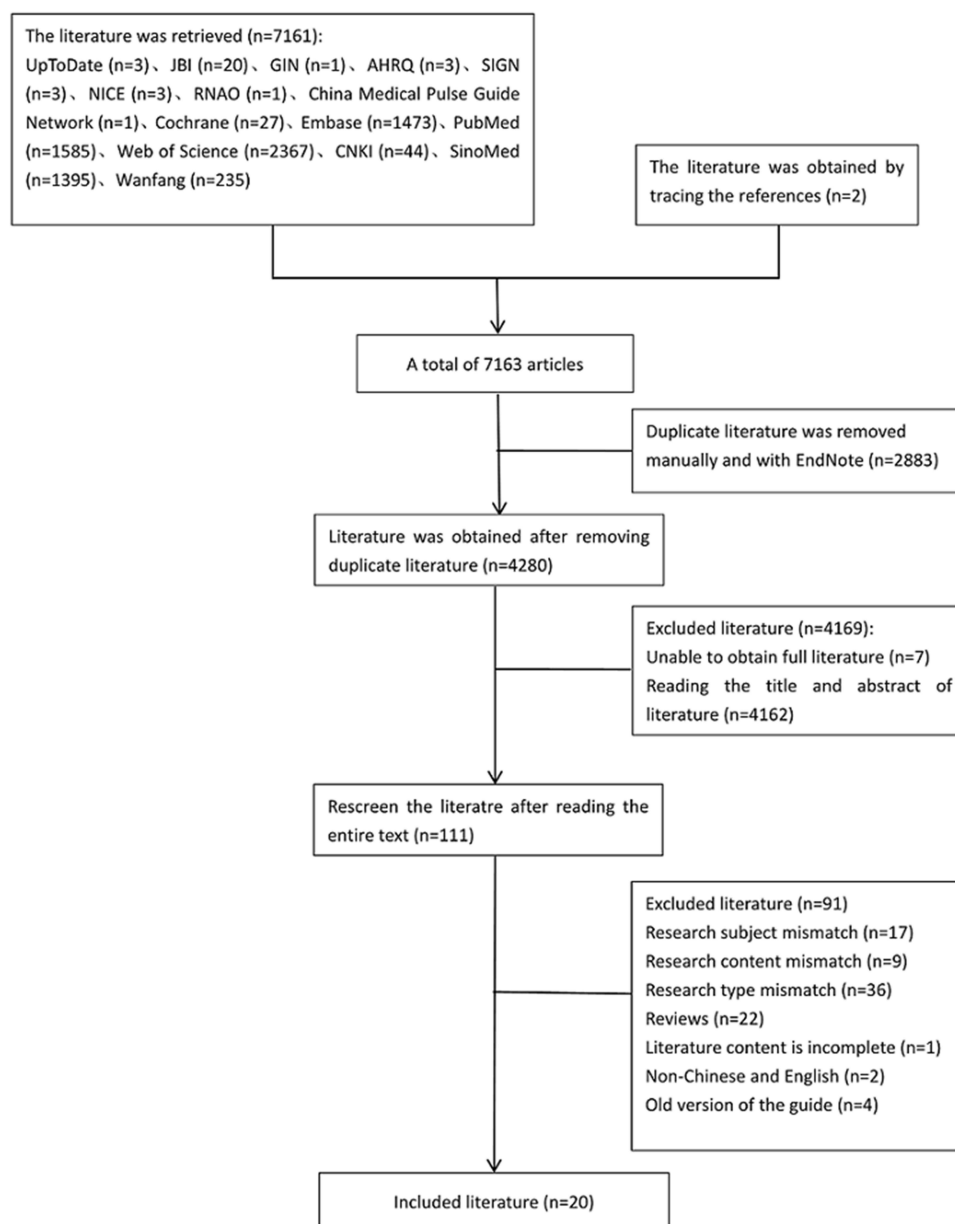 The literature was retrieved (n=7161):
UpToDate (n=3)、JBI (n=20)、GIN (n=1)、AHRQ (n=3)、SIGN
(n=3)、NICE (n=3)、RNAO (n=1)、China Medical Pulse Guide
Network (n=1)、Cochrane (n=27)、Embase (n=1473)、PubMed
(n=1585)、Web of Science (n=2367)、CNKI (n=44)、SinoMed
(n=1395)、Wanfang (n=235)
The literature was obtained by
tracing the references (n=2)
A total of 7163 articles
Duplicate literature was removed
manually and with EndNote (n=2883)
Literature was obtained after removing
duplicate literature (n=4280)
Excluded literature (n=4169):
Unable to obtain full literature (n=7)
Reading the title and abstract of
literature (n=4162)
Rescreen the literatre after reading the
entire text (n=111)
Excluded literature (n=91)
Research subject mismatch (n=17)
Research content mismatch (n=9)
Research type mismatch (n=36)
Reviews (n=22)
Literature content is incomplete (n=1)
Non-Chinese and English (n=2)
Old version of the guide (n=4)
Included literature (n=20)